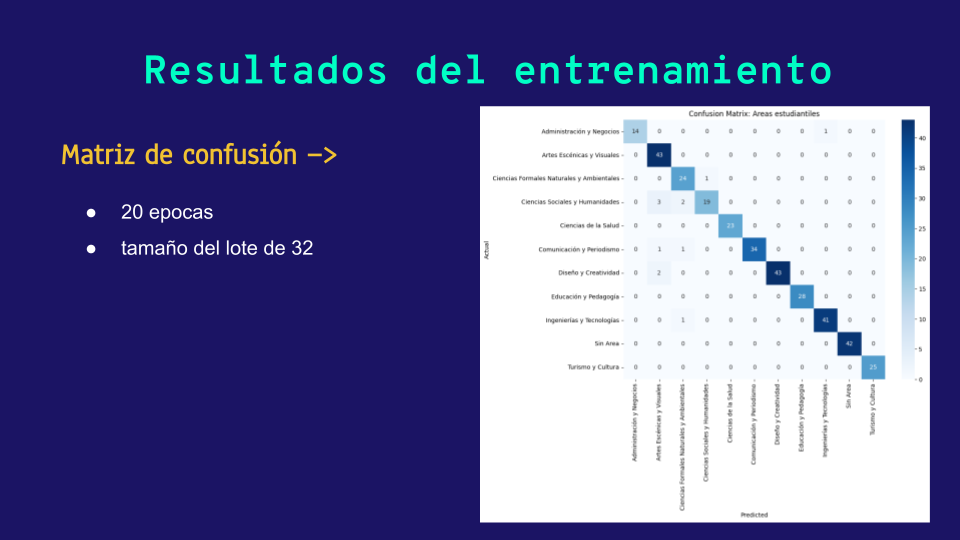 Resultados del entrenamiento
Matriz de confusión —>
● 20 epocas
● tamaño del lote de 32
Confusion Matrix: Areas estudiantiles
Actual
Administración y Negocios 14 0 0 0 0 0 0 0 1 0 0
Artes Escénicas y Visuales 0 43 0 0 0 0 0 0 0 0 0
Ciencias Formales Naturales y Ambientales 0 0 24 1 0 0 0 0 0 0 0
Ciencias Sociales y Humanidades 0 3 2 19 0 0 0 0 0 0 0
Ciencias de la Salud 0 0 0 0 23 0 0 0 0 0 0
Comunicación y Periodismo 0 1 1 0 0 34 0 0 0 0 0
Diseño y Creatividad 0 2 0 0 0 0 43 0 0 0 0
Educación y Pedagogía 0 0 0 0 0 0 0 28 0 0 0
Ingenierías y Tecnologías 0 0 1 0 0 0 0 0 41 0 0
Sin Area 0 0 0 0 0 0 0 0 0 42 0
Turismo y Cultura 0 0 0 0 0 0 0 0 0 0 25
Administración y Negocios
Artes Escénicas y Visuales
Ciencias Formales Naturales y Ambientales
Ciencias Sociales y Humanidades
Ciencias de la Salud
Comunicación y Periodismo
Diseño y Creatividad
Educación y Pedagogía
Ingenierías y Tecnologías
Sin Area
Turismo y Cultura
Predicted
40
35
30
25
20
15
10
5
0